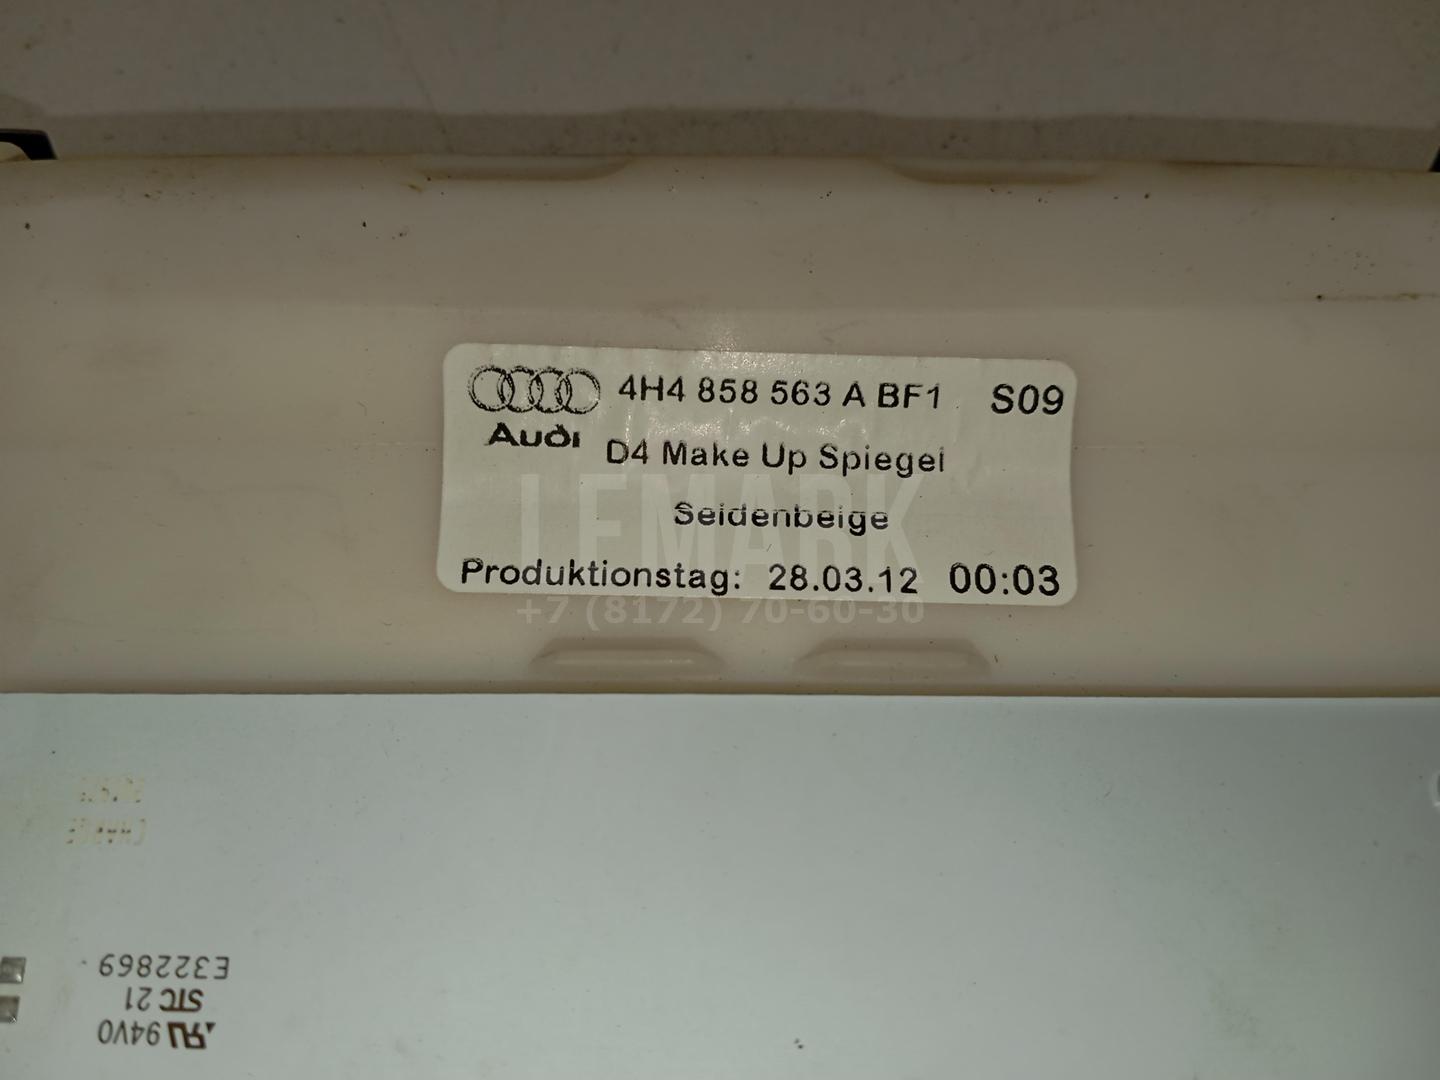 4H4 858 563 A BF1 S09
Audi
D4 Make Up Spiegel
Seidenbeige
Produktionstag: 28.03.12 00:03
LEMARK
+7 (8172) 70-60-30
E322869
STC 21
94V0